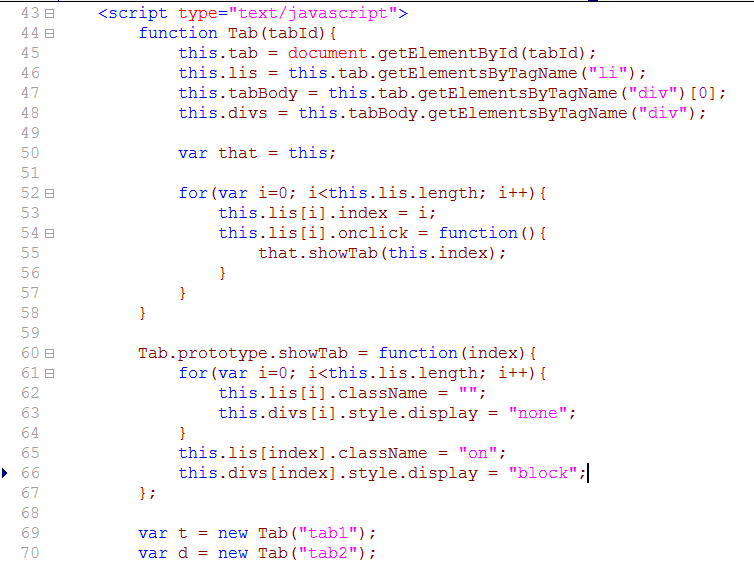 43 <script type="text/javascript">
44 function Tab(tabId){
45 this.tab = document.getElementById(tabId);
46 this.lis = this.tab.getElementsByTagName("li");
47 this.tabBody = this.tab.getElementsByTagName("div")[0];
48 this.divs = this.tabBody.getElementsByTagName("div");
49
50 var that = this;
51
52 for(var i=0; i<this.lis.length; i++){
53 this.lis[i].index = i;
54 this.lis[i].onclick = function(){
55 that.showTab(this.index);
56 }
57 }
58 }
59
60 Tab.prototype.showTab = function(index){
61 for(var i=0; i<this.lis.length; i++){
62 this.lis[i].className = "";
63 this.divs[i].style.display = "none";
64 }
65 this.lis[index].className = "on";
66 this.divs[index].style.display = "block";
67 };
68
69 var t = new Tab("tab1");
70 var d = new Tab("tab2");